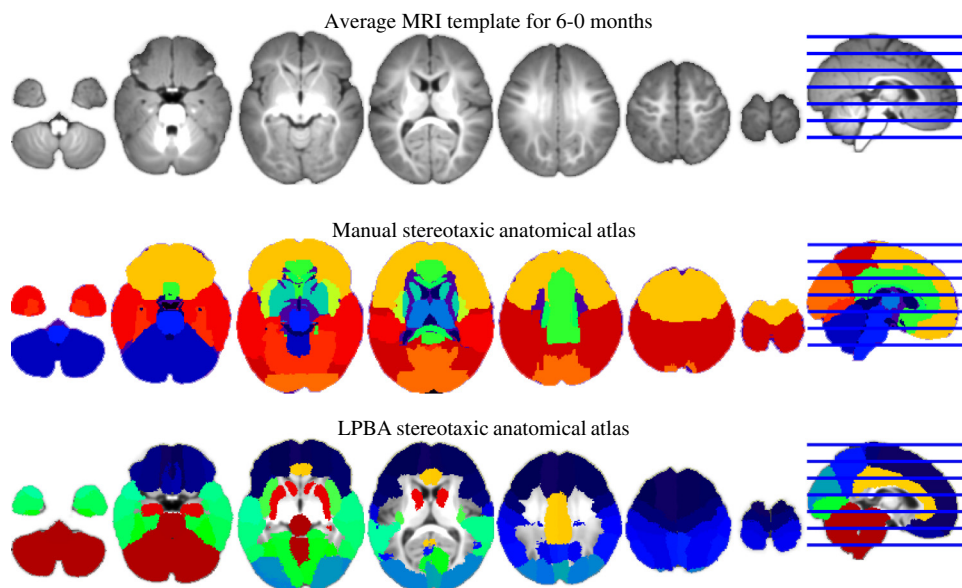 Average MRI template for 6-0 months
Manual stereotaxic anatomical atlas
LPBA stereotaxic anatomical atlas